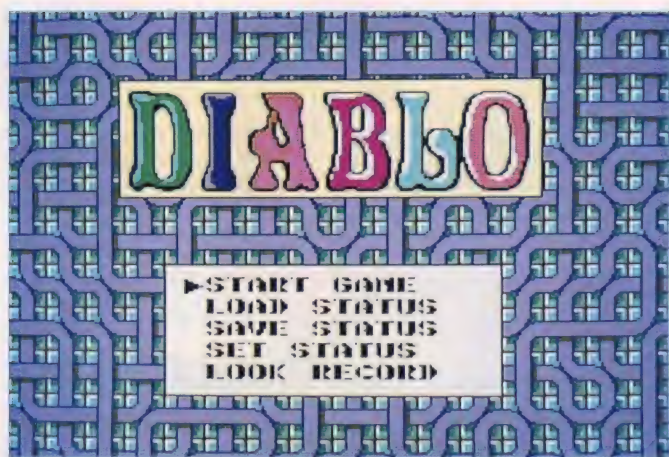 DIABLO
►START GAME
LOAD STATUS
SAVE STATUS
SET STATUS
LOOK RECORD